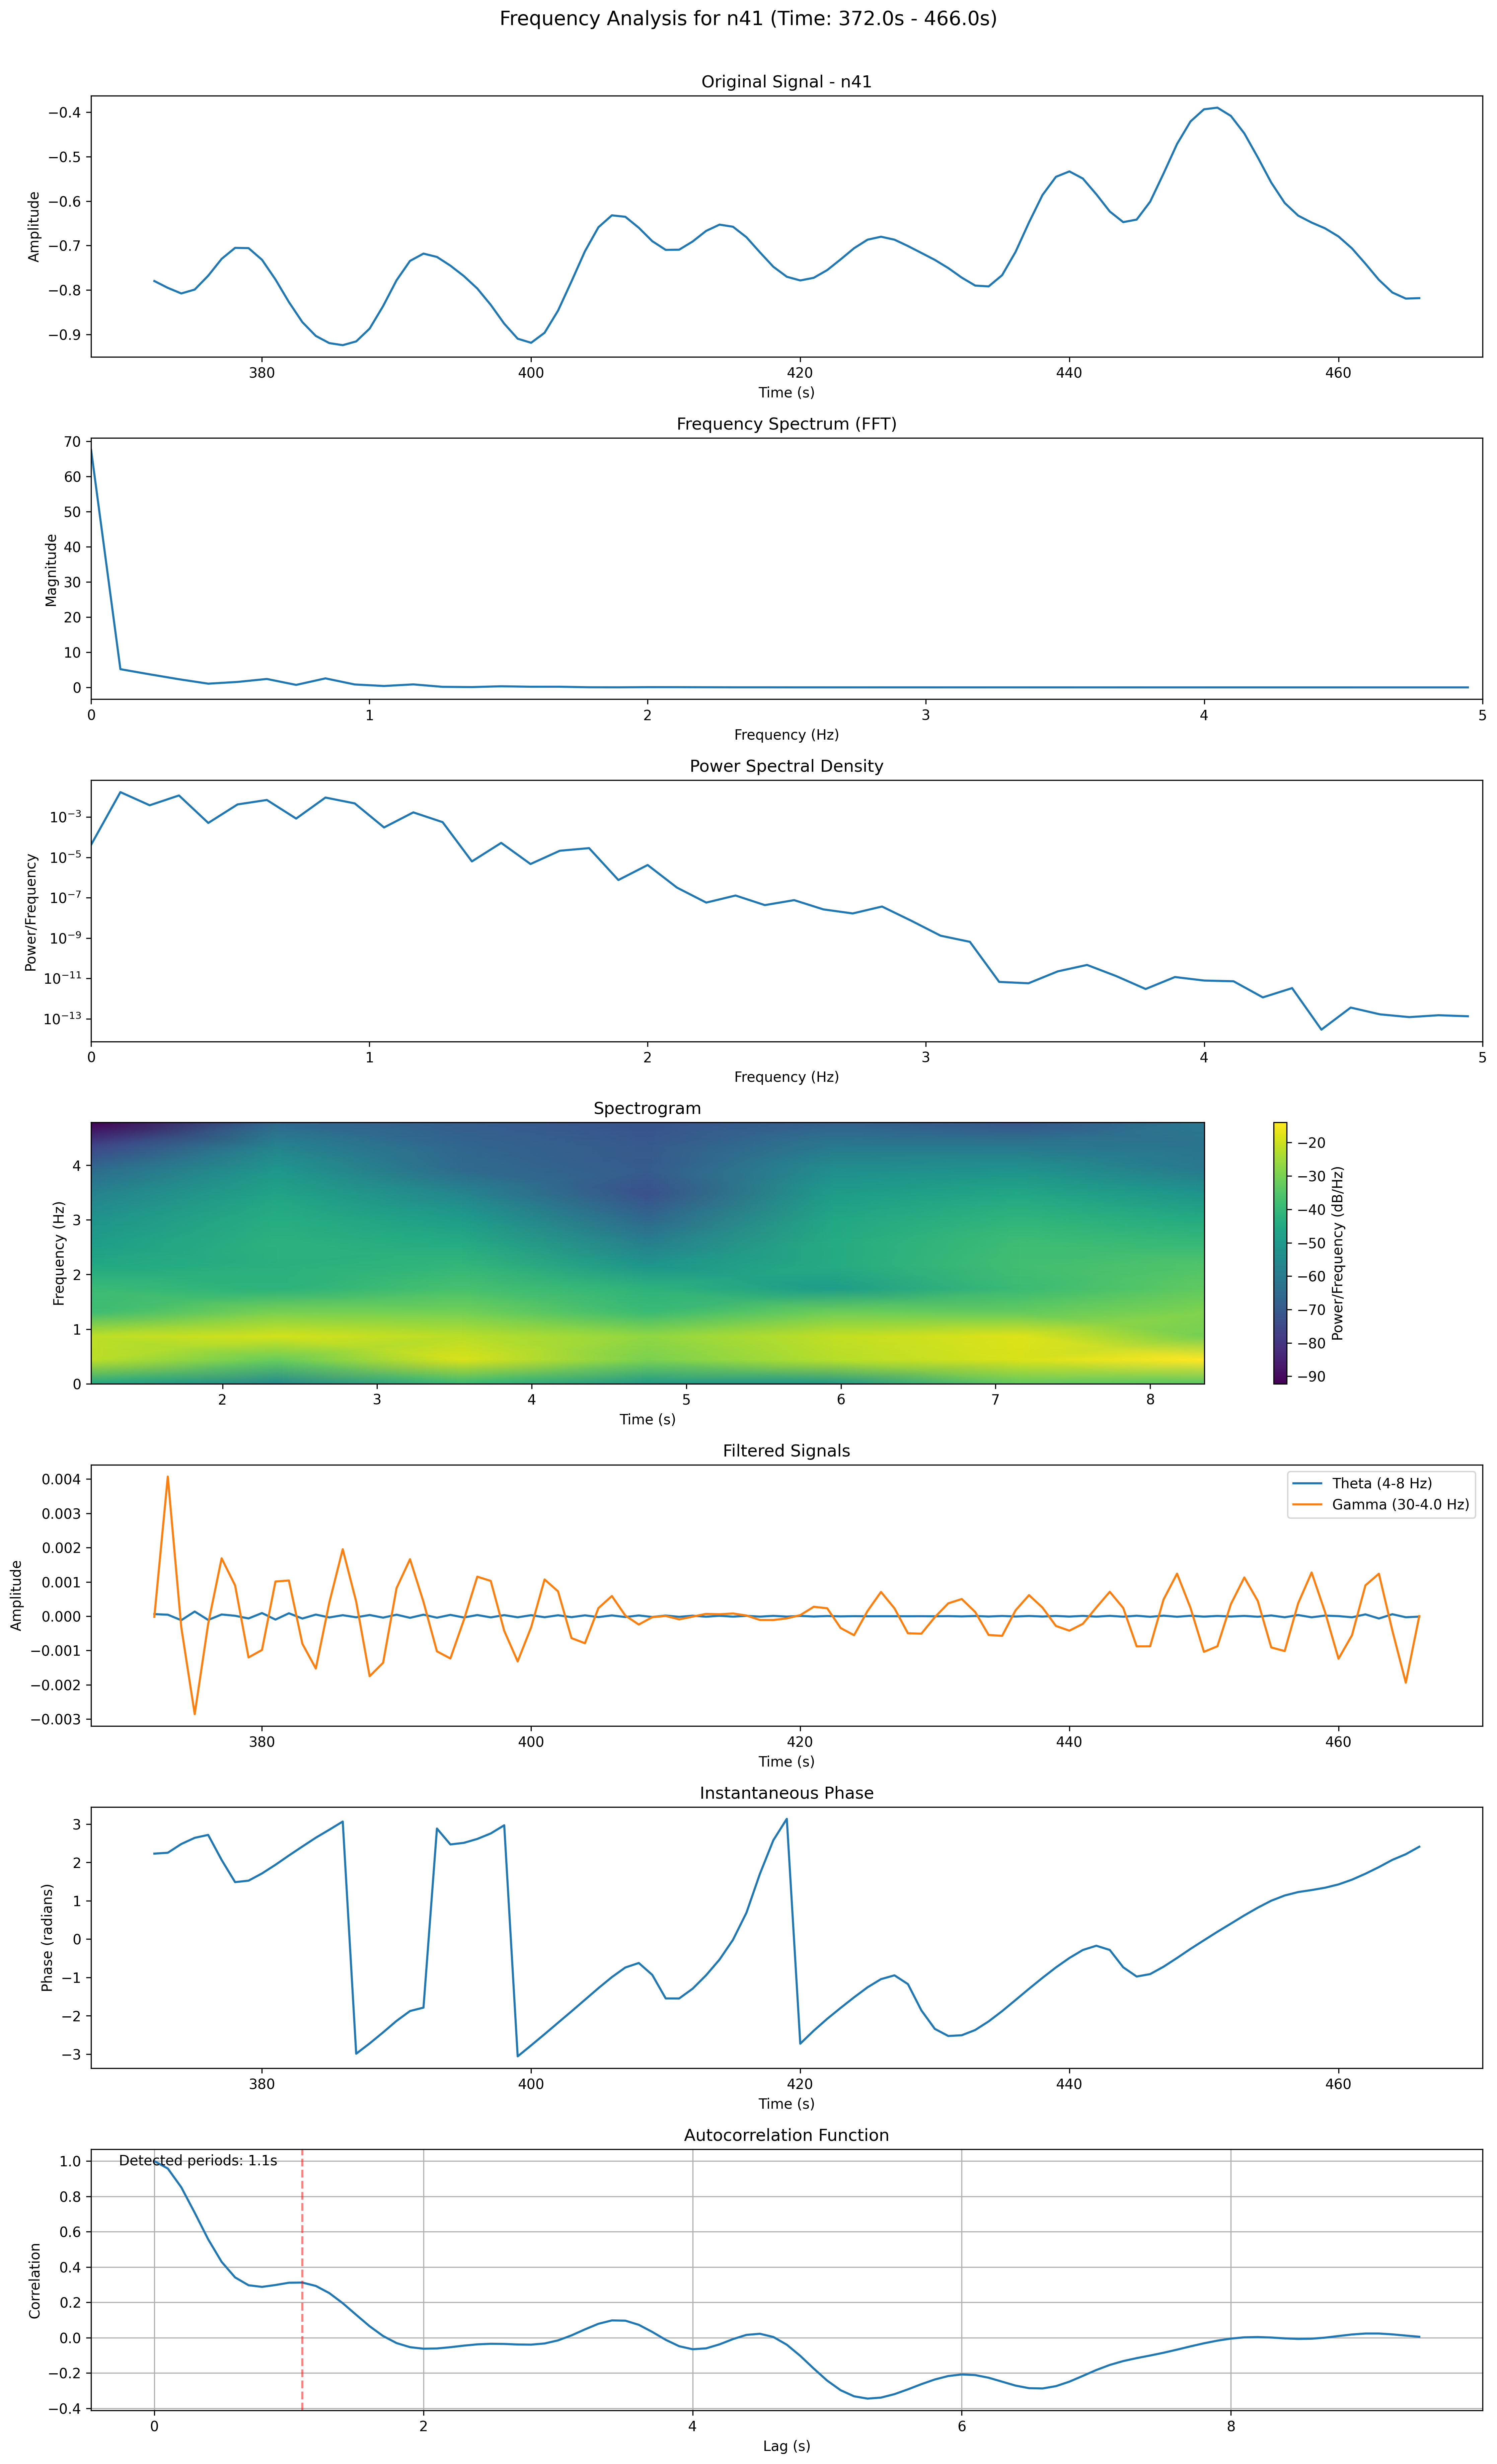 Frequency Analysis for n41 (Time: 372.0s - 466.0s)
Original Signal - n41
−0.4
−0.5
−0.6
−0.7
−0.8
−0.9
Amplitude
380 400 420 440 460
Time (s)
Frequency Spectrum (FFT)
70
60
50
40
30
20
10
0
Magnitude
0 1 2 3 4 5
Frequency (Hz)
Power Spectral Density
10⁻³
10⁻⁵
10⁻⁷
10⁻⁹
10⁻¹¹
10⁻¹³
Power/Frequency
0 1 2 3 4 5
Frequency (Hz)
Spectrogram
4
3
2
1
0
Frequency (Hz)
2 3 4 5 6 7 8
Time (s)
−20
−30
−40
−50
−60
−70
−80
−90
Power/Frequency (dB/Hz)
Filtered Signals
0.004
0.003
0.002
0.001
0.000
−0.001
−0.002
−0.003
Amplitude
Theta (4-8 Hz)
Gamma (30-4.0 Hz)
380 400 420 440 460
Time (s)
Instantaneous Phase
3
2
1
0
−1
−2
−3
Phase (radians)
380 400 420 440 460
Time (s)
Autocorrelation Function
Detected periods: 1.1s
1.0
0.8
0.6
0.4
0.2
0.0
−0.2
−0.4
Correlation
0 2 4 6 8
Lag (s)